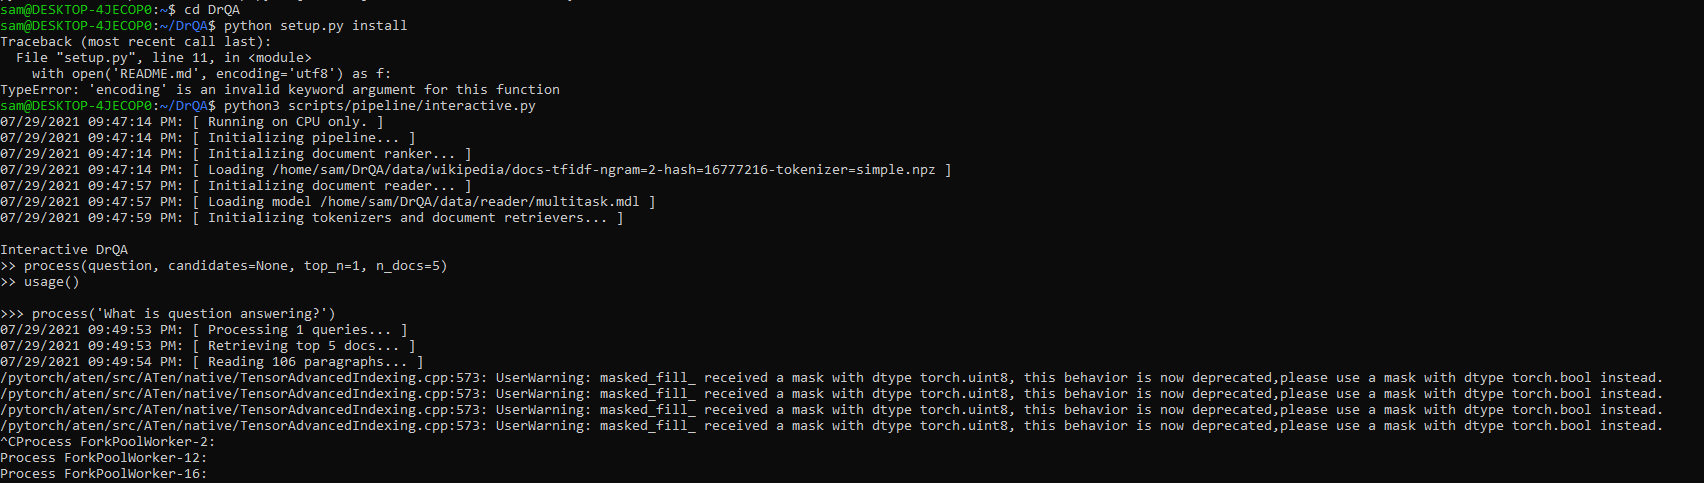 sam@DESKTOP-4JECOP0:~$ cd DrQA
sam@DESKTOP-4JECOP0:~/DrQA$ python setup.py install
Traceback (most recent call last):
  File "setup.py", line 11, in <module>
    with open('README.md', encoding='utf8') as f:
TypeError: 'encoding' is an invalid keyword argument for this function
sam@DESKTOP-4JECOP0:~/DrQA$ python3 scripts/pipeline/interactive.py
07/29/2021 09:47:14 PM: [ Running on CPU only. ]
07/29/2021 09:47:14 PM: [ Initializing pipeline... ]
07/29/2021 09:47:14 PM: [ Initializing document ranker... ]
07/29/2021 09:47:14 PM: [ Loading /home/sam/DrQA/data/wikipedia/docs-tfidf-ngram=2-hash=16777216-tokenizer=simple.npz ]
07/29/2021 09:47:57 PM: [ Initializing document reader... ]
07/29/2021 09:47:57 PM: [ Loading model /home/sam/DrQA/data/reader/multitask.mdl ]
07/29/2021 09:47:59 PM: [ Initializing tokenizers and document retrievers... ]

Interactive DrQA
>> process(question, candidates=None, top_n=1, n_docs=5)
>> usage()

>>> process('What is question answering?')
07/29/2021 09:49:53 PM: [ Processing 1 queries... ]
07/29/2021 09:49:53 PM: [ Retrieving top 5 docs... ]
07/29/2021 09:49:54 PM: [ Reading 106 paragraphs... ]
/pytorch/aten/src/ATen/native/TensorAdvancedIndexing.cpp:573: UserWarning: masked_fill_ received a mask with dtype torch.uint8, this behavior is now deprecated,please use a mask with dtype torch.bool instead.
/pytorch/aten/src/ATen/native/TensorAdvancedIndexing.cpp:573: UserWarning: masked_fill_ received a mask with dtype torch.uint8, this behavior is now deprecated,please use a mask with dtype torch.bool instead.
/pytorch/aten/src/ATen/native/TensorAdvancedIndexing.cpp:573: UserWarning: masked_fill_ received a mask with dtype torch.uint8, this behavior is now deprecated,please use a mask with dtype torch.bool instead.
/pytorch/aten/src/ATen/native/TensorAdvancedIndexing.cpp:573: UserWarning: masked_fill_ received a mask with dtype torch.uint8, this behavior is now deprecated,please use a mask with dtype torch.bool instead.
^CProcess ForkPoolWorker-2:
Process ForkPoolWorker-12:
Process ForkPoolWorker-16: